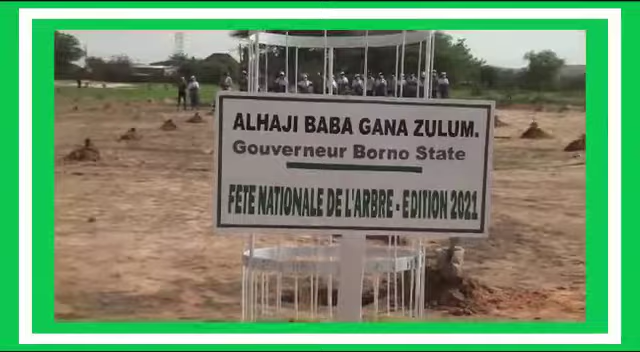 ALHAJI BABA GANA ZULUM.
Gouverneur Borno State
FETE NATIONALE DE L'ARBRE - EDITION 2021